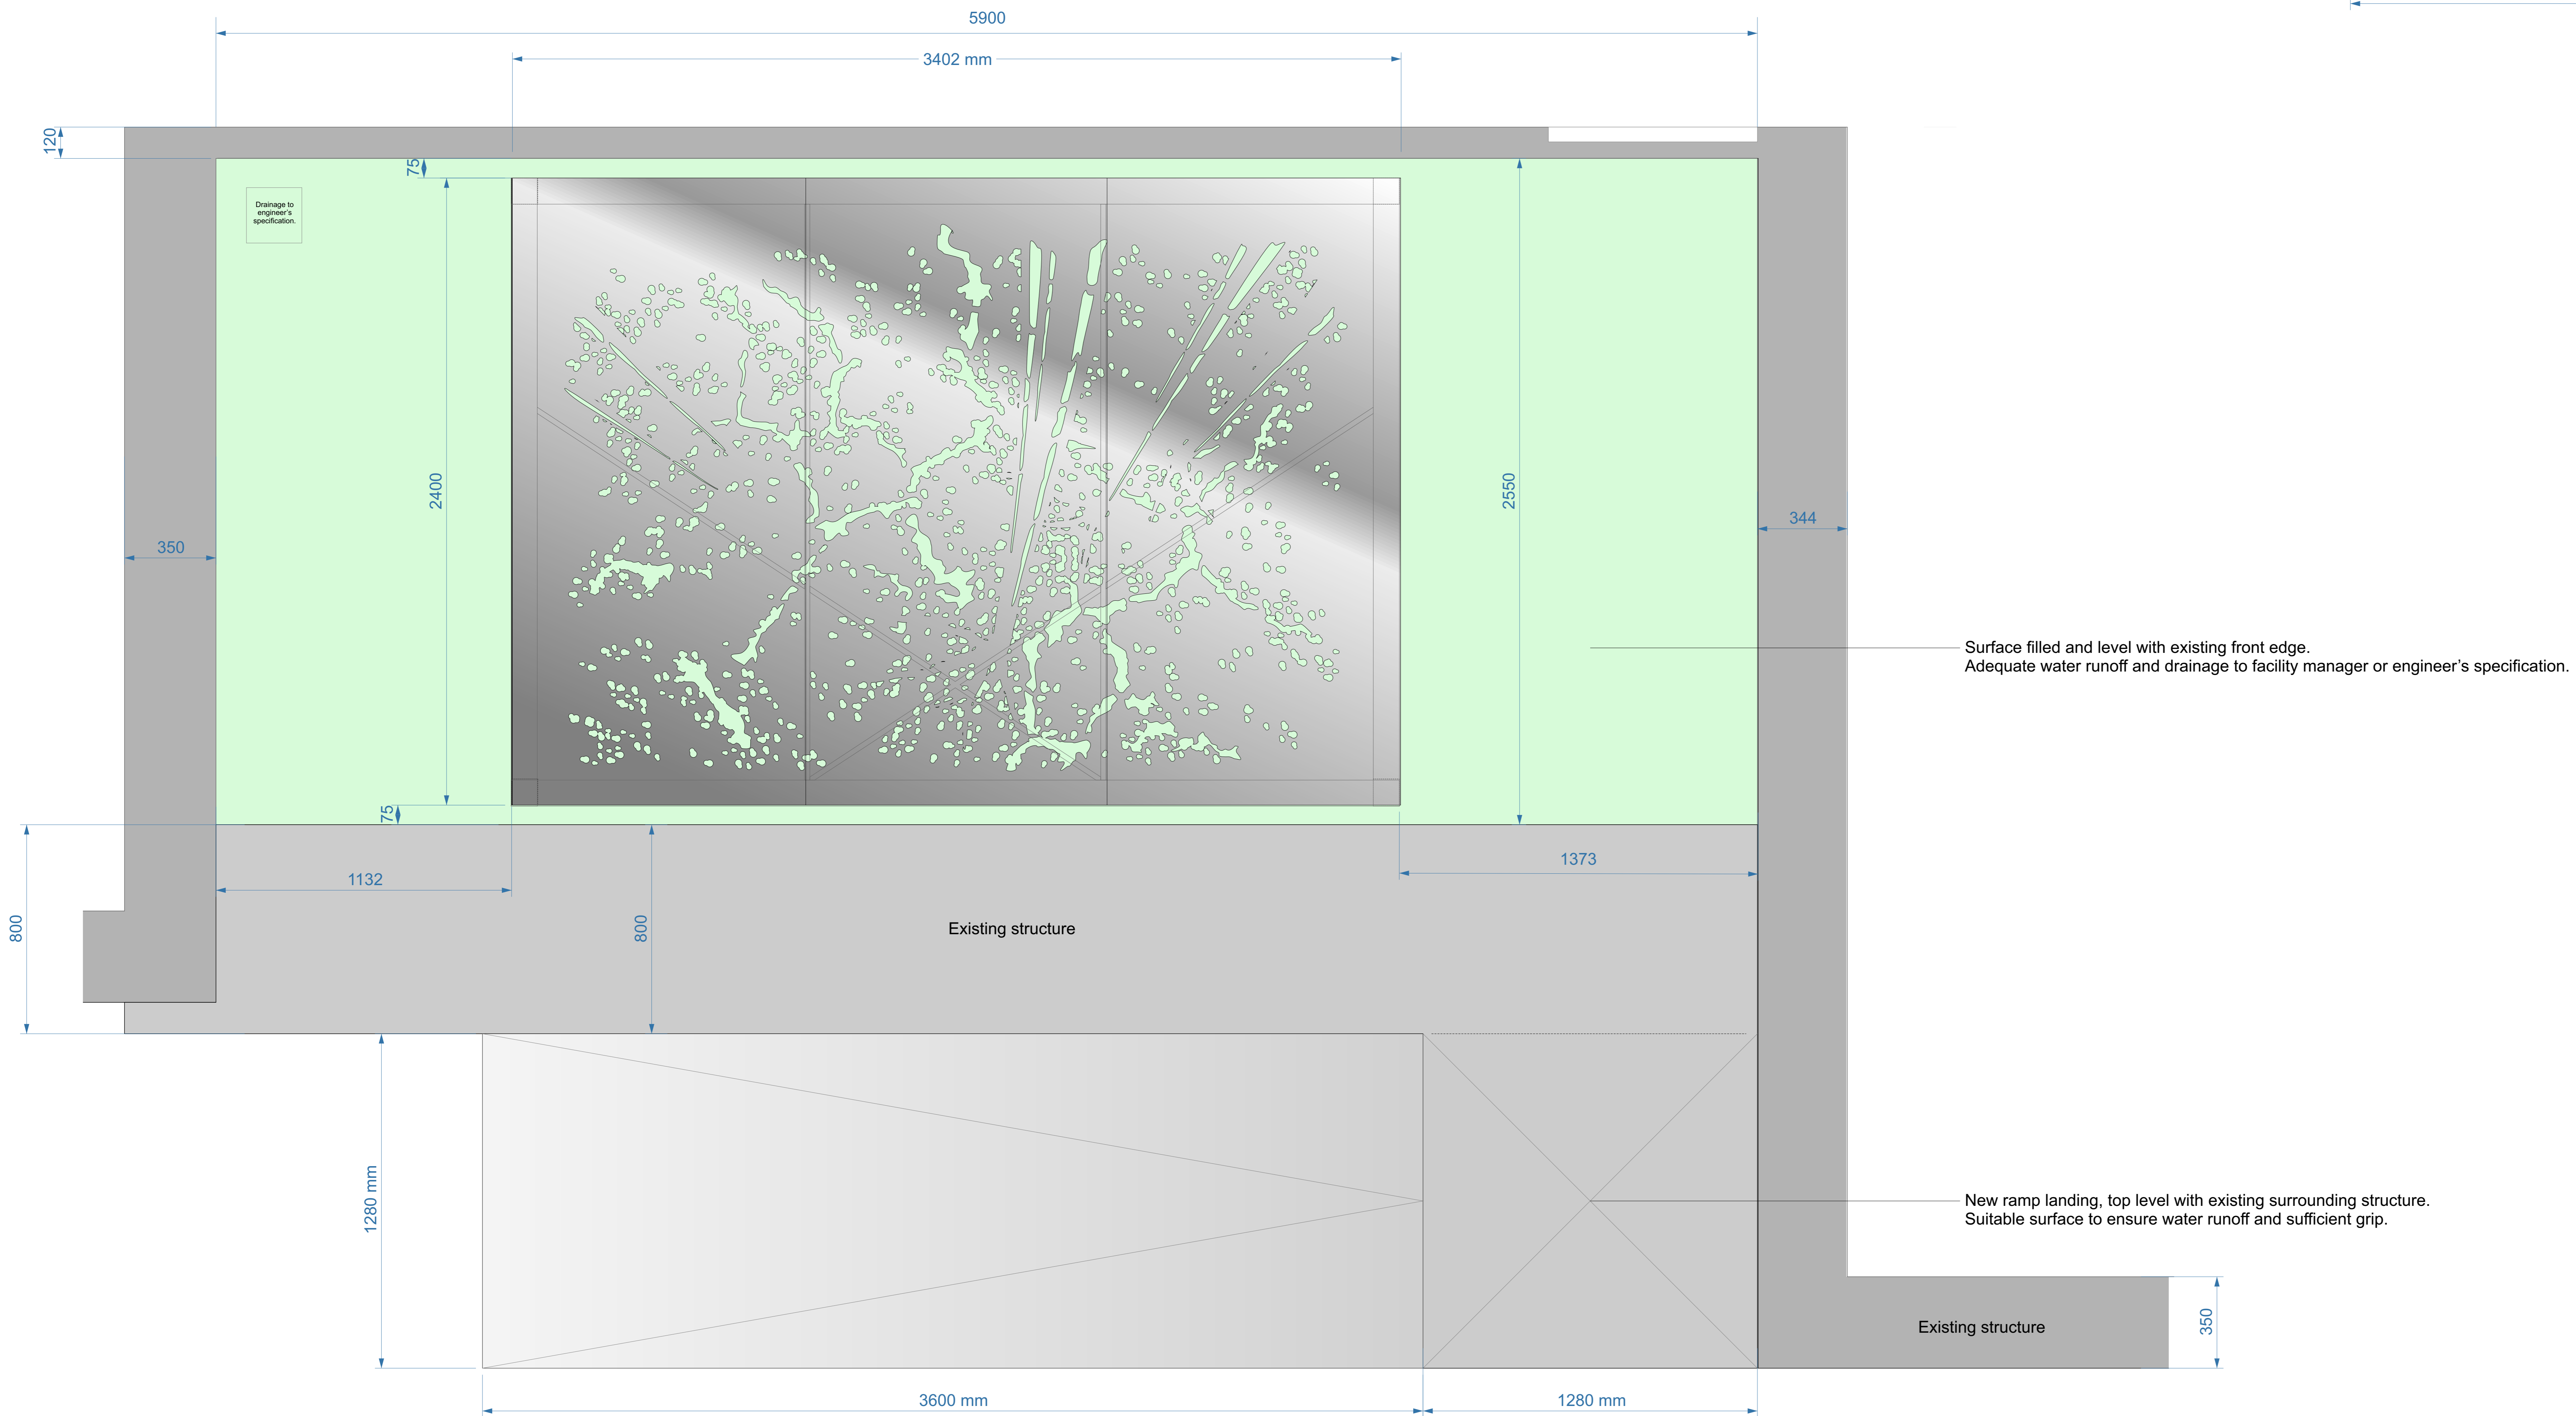 5900
3402 mm
120
75
Drainage to
engineer's
specification.
2400
2550
350
344
Surface filled and level with existing front edge.
Adequate water runoff and drainage to facility manager or engineer's specification.
75
1132
1373
800
800
Existing structure
1280 mm
New ramp landing, top level with existing surrounding structure.
Suitable surface to ensure water runoff and sufficient grip.
Existing structure
350
3600 mm
1280 mm